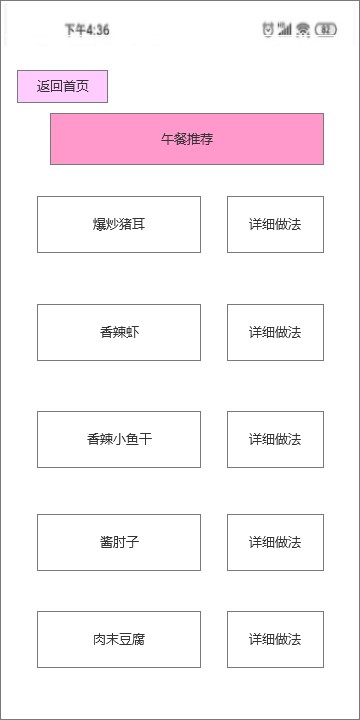 下午4:36
82
返回首页
午餐推荐
爆炒猪耳 详细做法
香辣虾 详细做法
香辣小鱼干 详细做法
酱肘子 详细做法
肉末豆腐 详细做法